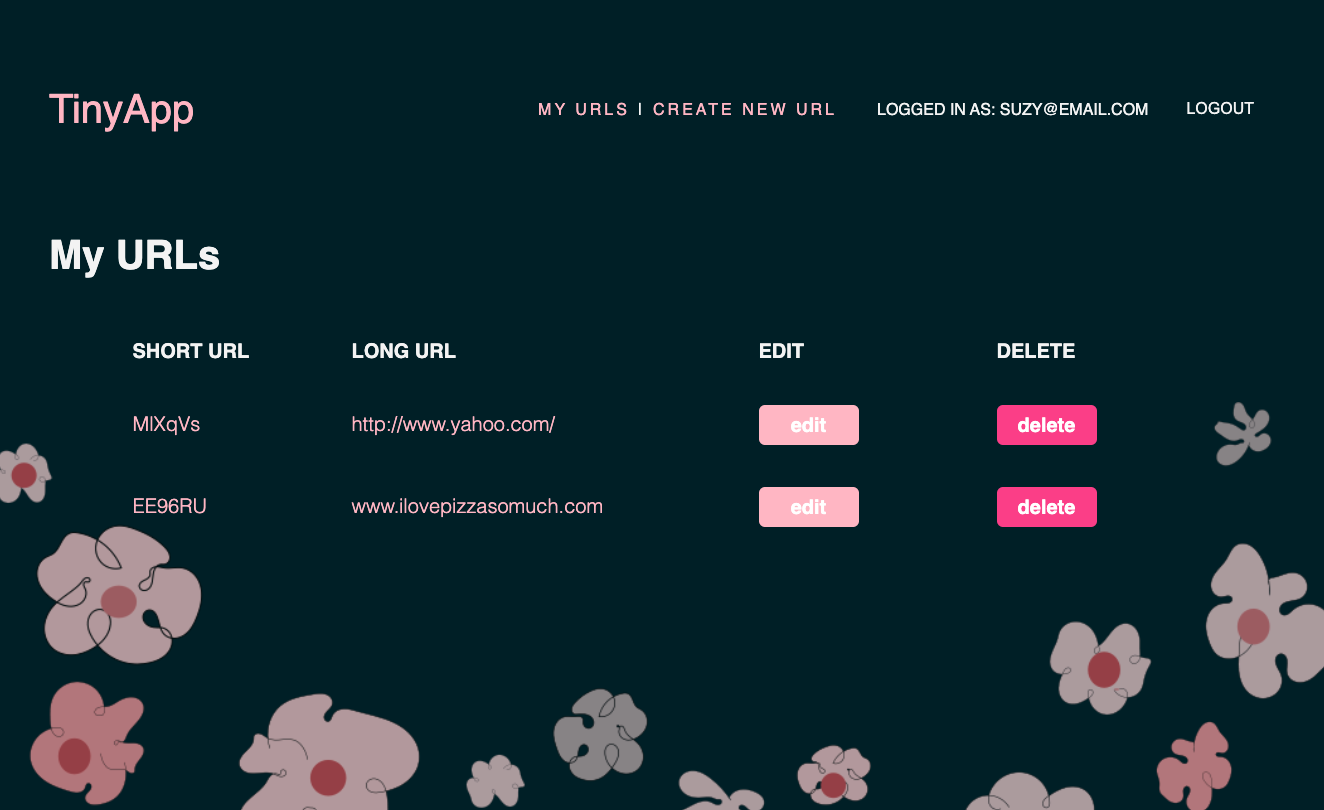 TinyApp
MY URLS | CREATE NEW URL LOGGED IN AS: SUZY@EMAIL.COM LOGOUT
My URLs
SHORT URL LONG URL EDIT DELETE
MlXqVs http://www.yahoo.com/ edit delete
EE96RU www.ilovepizzasomuch.com edit delete